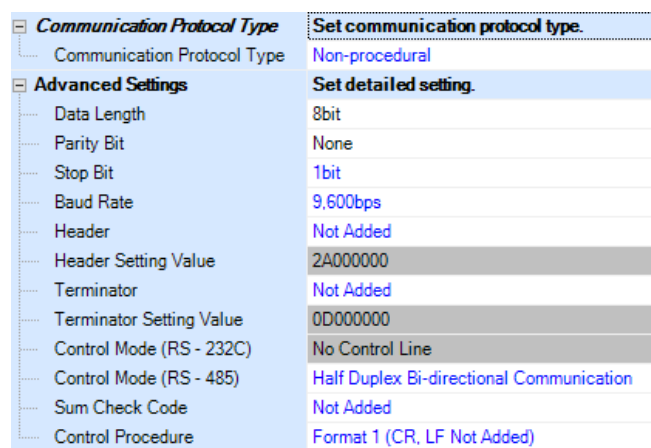 Communication Protocol Type Set communication protocol type.
Communication Protocol Type Non-procedural
Advanced Settings Set detailed setting.
Data Length 8bit
Parity Bit None
Stop Bit 1bit
Baud Rate 9,600bps
Header Not Added
Header Setting Value 2A000000
Terminator Not Added
Terminator Setting Value 0D000000
Control Mode (RS - 232C) No Control Line
Control Mode (RS - 485) Half Duplex Bi-directional Communication
Sum Check Code Not Added
Control Procedure Format 1 (CR, LF Not Added)